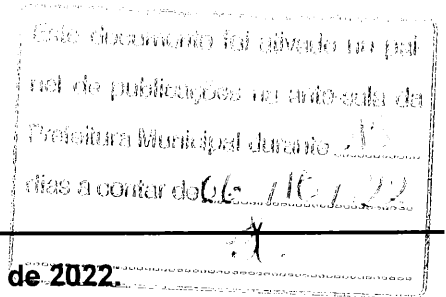 Este documento foi afixado no pai
nel de publicações na ante-sala da
Prefeitura Municipal durante 15
dias a contar de 06 / 10 / 22
de 2022.